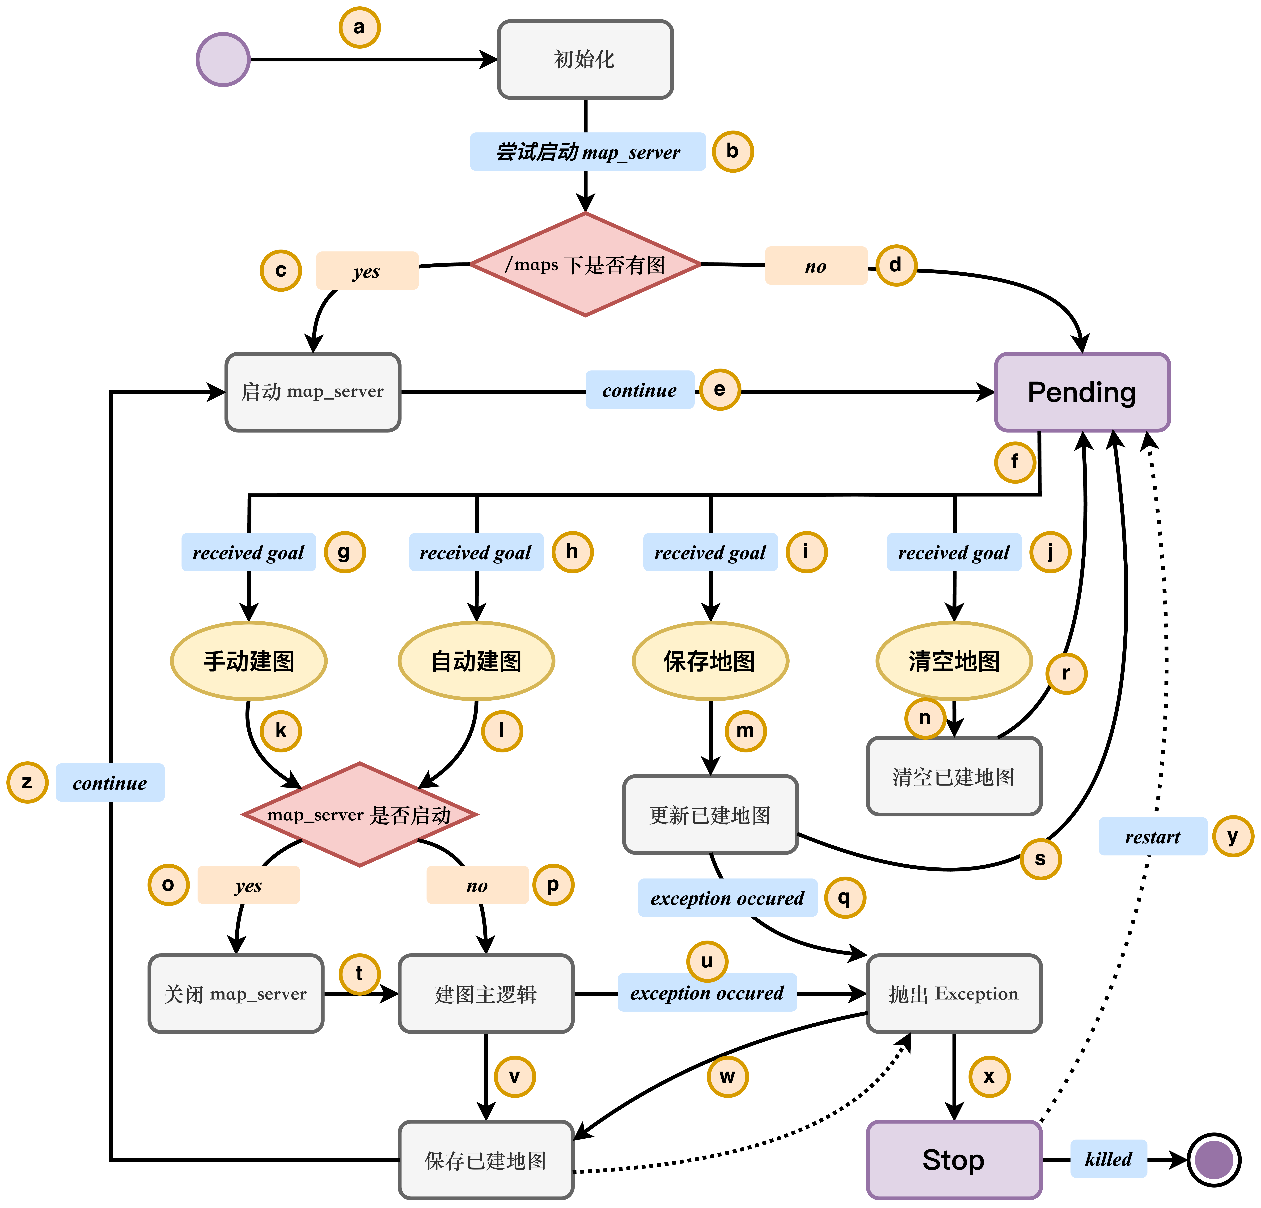 a
初始化
尝试启动 map_server
b
/maps 下是否有图
c
yes
no
d
启动 map_server
continue
e
Pending
f
received goal
g
received goal
h
received goal
i
received goal
j
手动建图
自动建图
保存地图
清空地图
k
l
m
n
r
z
continue
map_server 是否启动
更新已建地图
清空已建地图
restart
y
s
o
yes
no
p
exception occured
q
关闭 map_server
t
建图主逻辑
u
exception occured
抛出 Exception
v
w
x
保存已建地图
Stop
killed